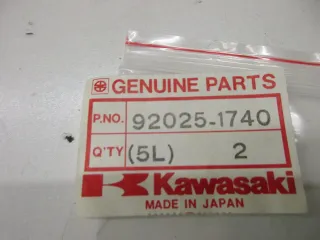 GENUINE PARTS
P.NO. 92025-1740
Q'TY (5L) 2
Kawasaki
MADE IN JAPAN